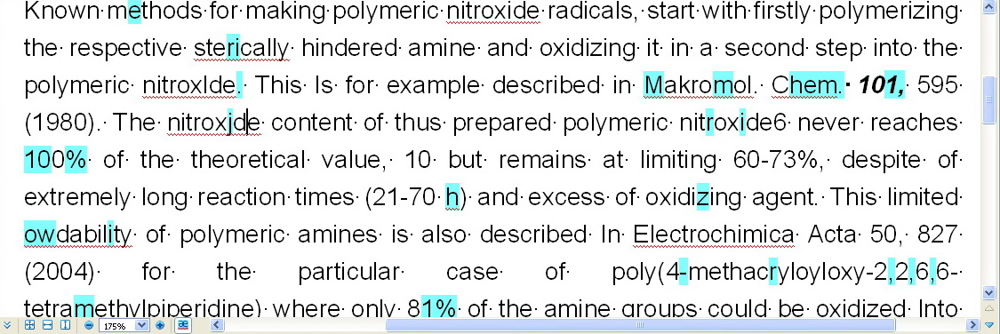 Known methods for making polymeric nitroxide radicals, start with firstly polymerizing
the respective sterically hindered amine and oxidizing it in a second step into the
polymeric nitroxIde. This Is for example described in Makromol. Chem. 101, 595
(1980). The nitroxjde content of thus prepared polymeric nitroxide6 never reaches
100% of the theoretical value, 10 but remains at limiting 60-73%, despite of
extremely long reaction times (21-70 h) and excess of oxidizing agent. This limited
owdability of polymeric amines is also described In Electrochimica Acta 50, 827
(2004) for the particular case of poly(4-methacryloyloxy-2,2,6,6-
tetramethylpiperidine) where only 81% of the amine groups could be oxidized Into
175%